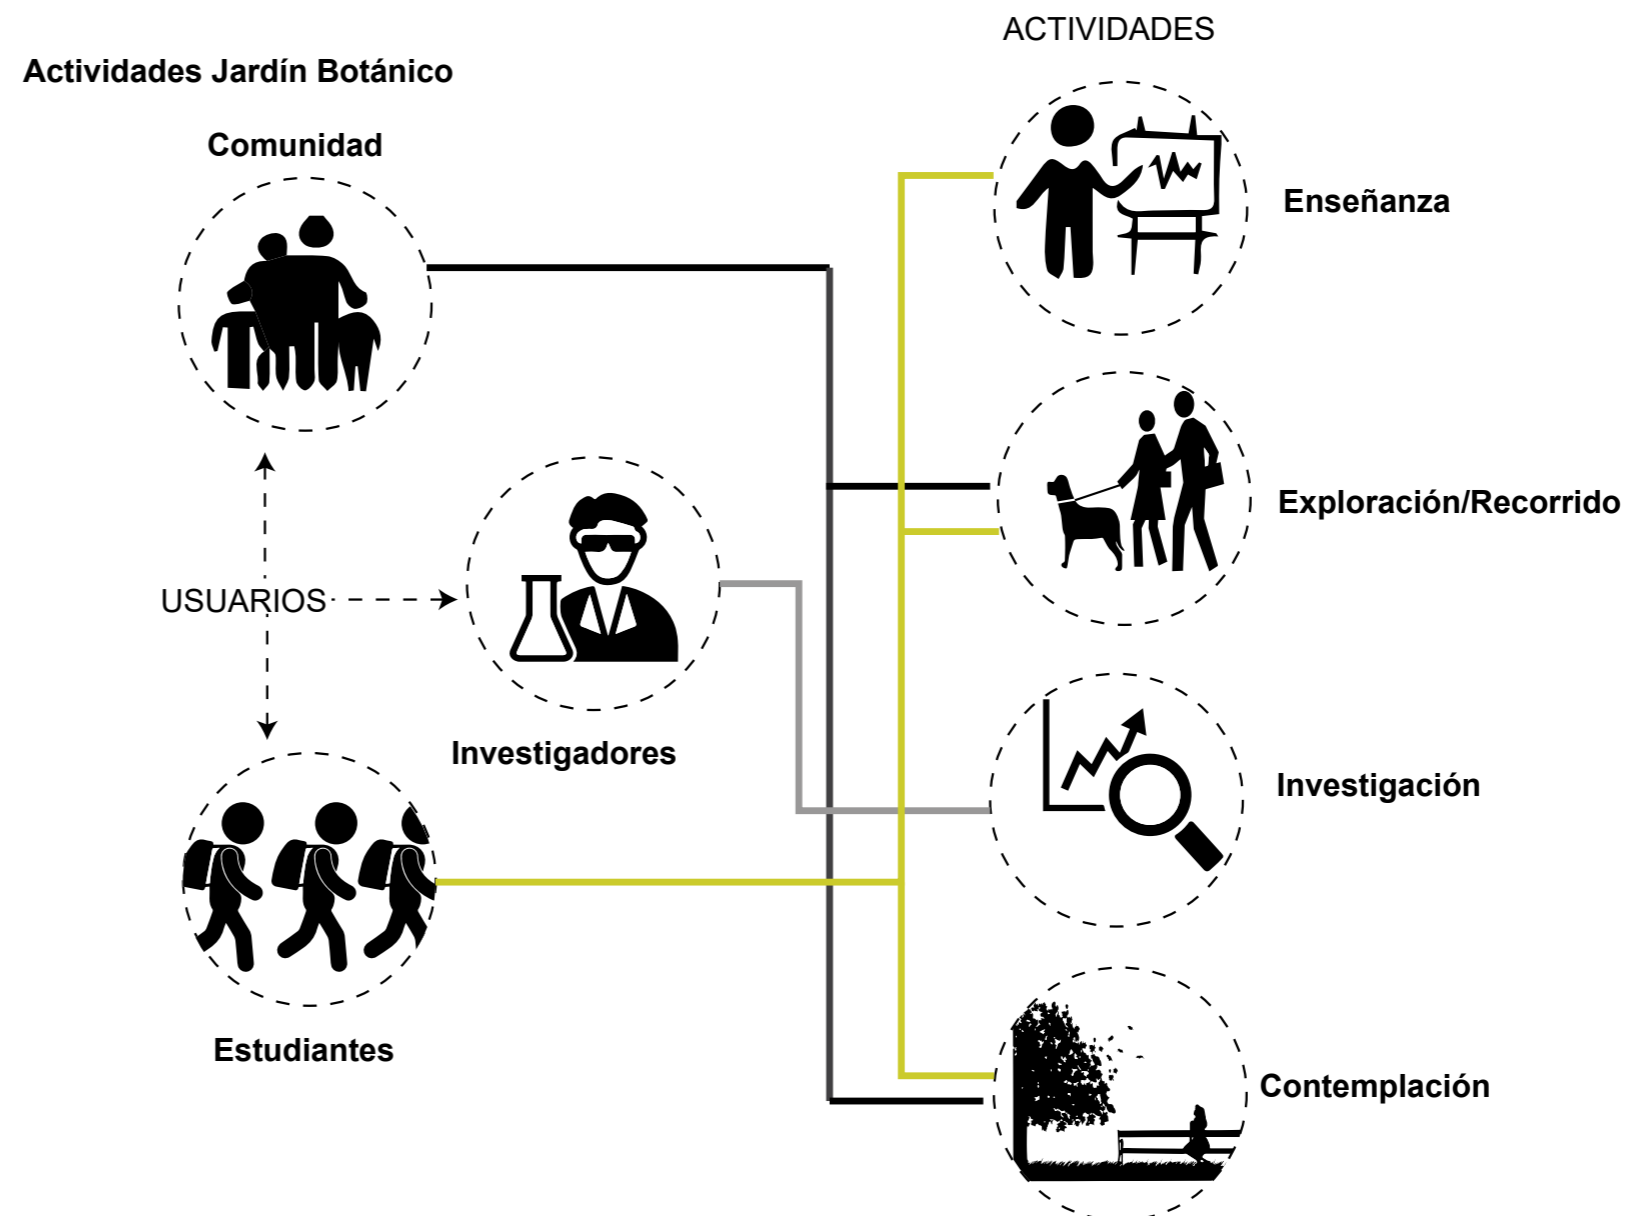 ACTIVIDADES
Actividades Jardín Botánico
Comunidad
Enseñanza
Exploración/Recorrido
USUARIOS
Investigadores
Investigación
Estudiantes
Contemplación